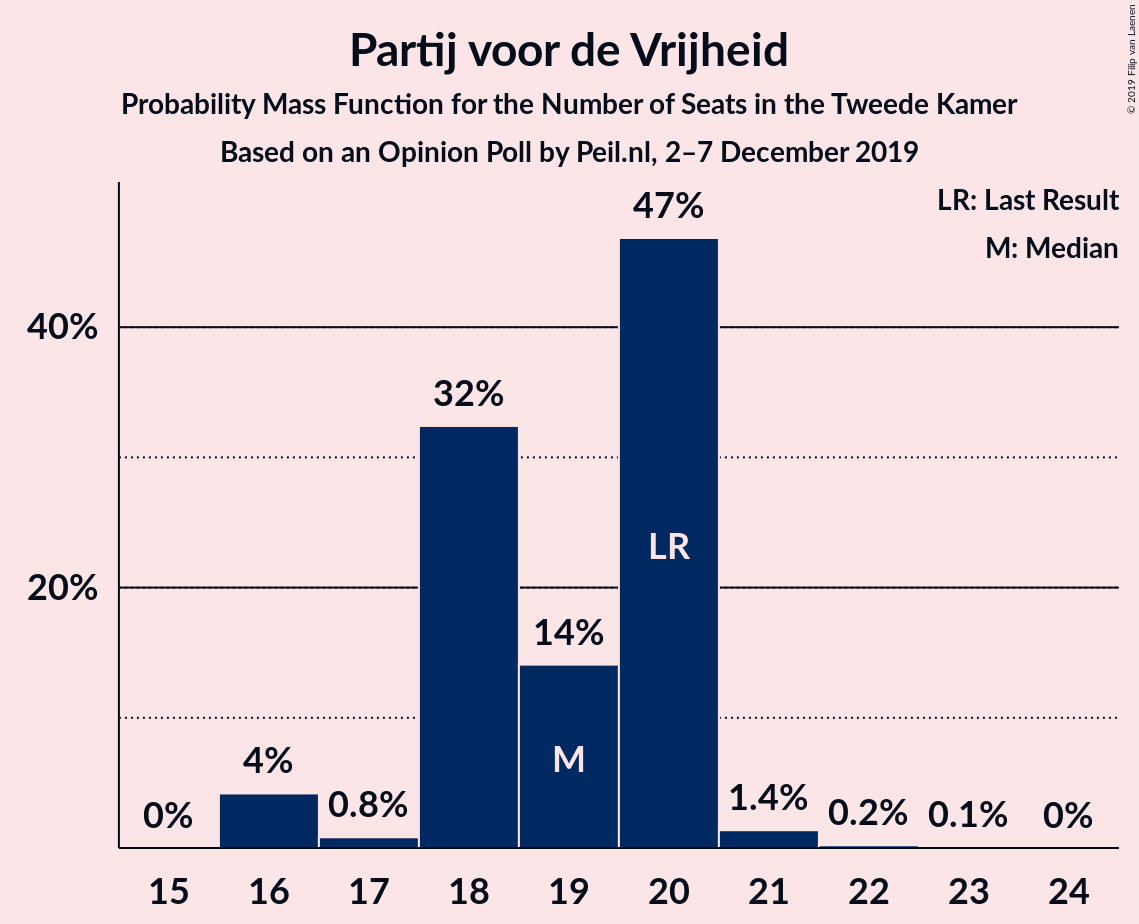 Partij voor de Vrijheid
Probability Mass Function for the Number of Seats in the Tweede Kamer
Based on an Opinion Poll by Peil.nl, 2–7 December 2019
© 2019 Filip van Laenen
LR: Last Result
M: Median
47%
40%
32%
LR
20%
14%
M
4%
0%
0.8%
1.4%
0.2%
0.1%
0%
15 16 17 18 19 20 21 22 23 24